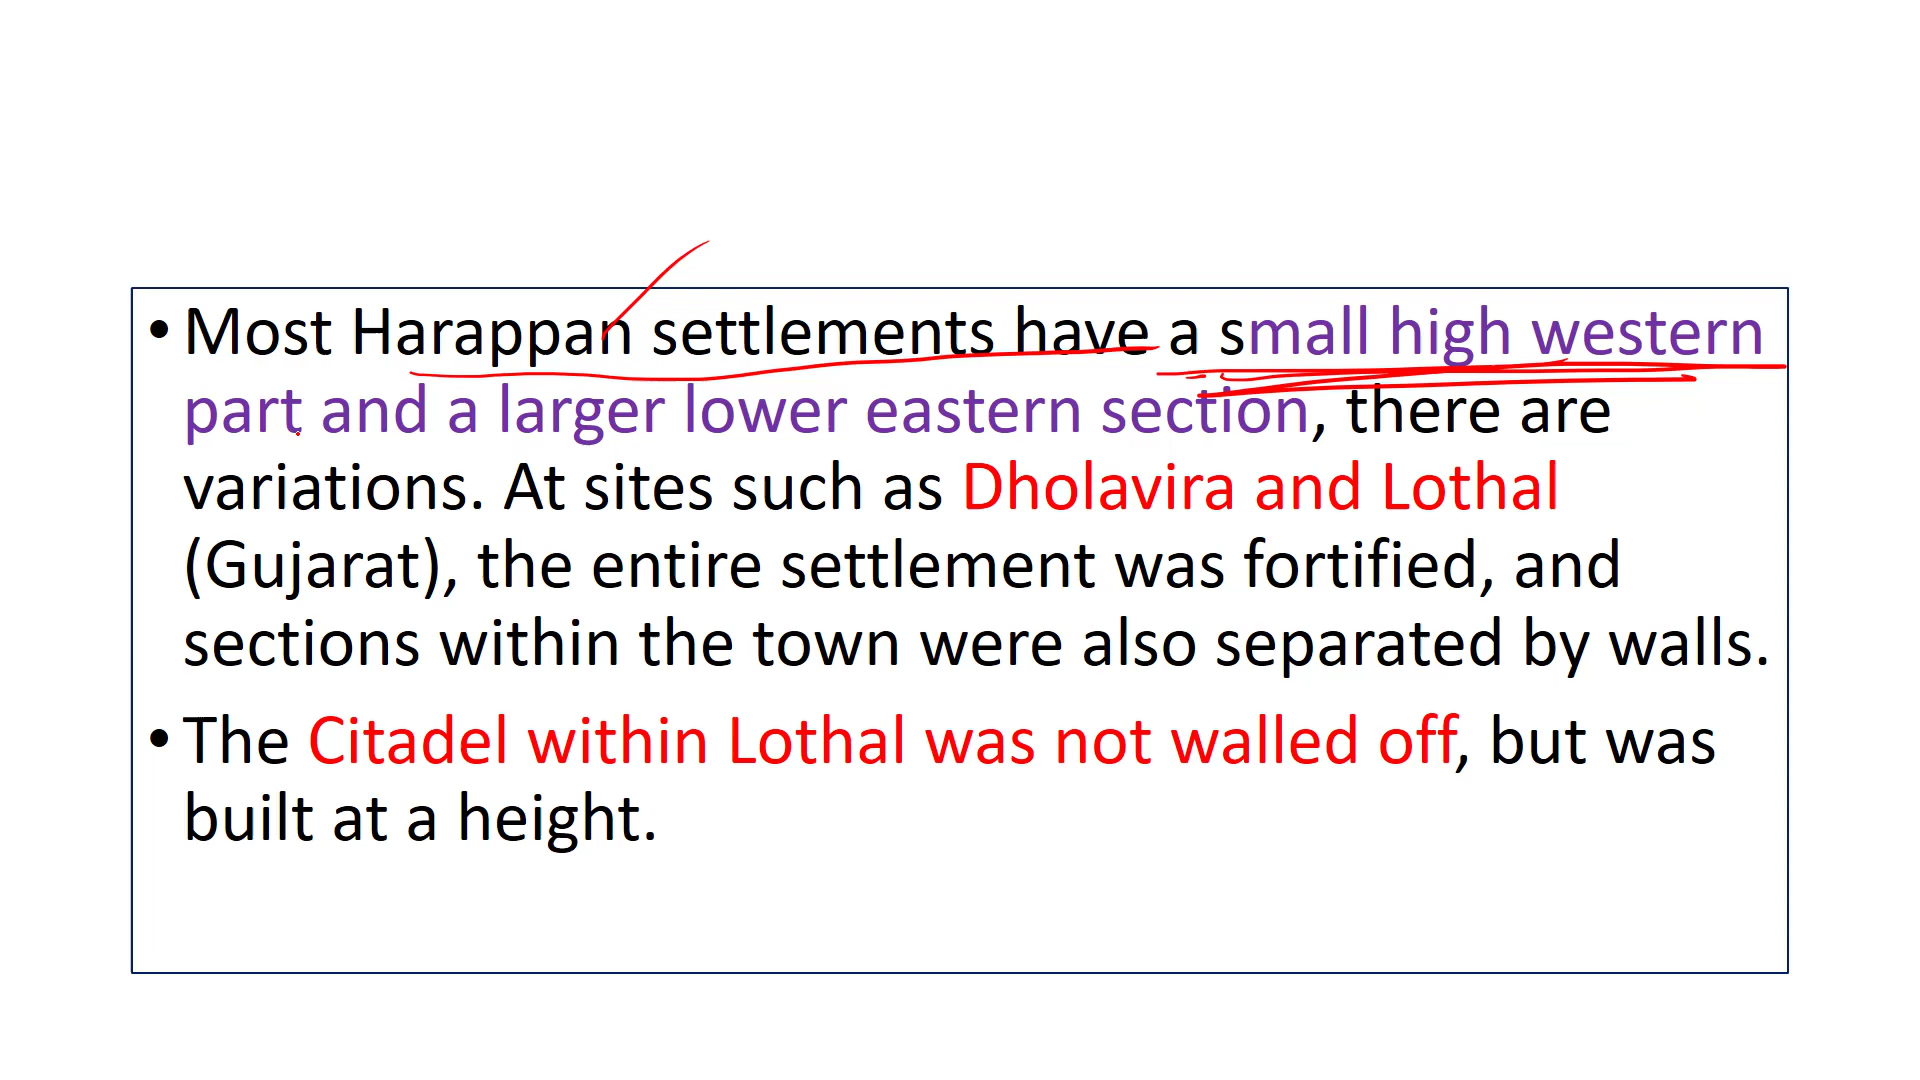 • Most Harappan settlements have a small high western
part and a larger lower eastern section, there are
variations. At sites such as Dholavira and Lothal
(Gujarat), the entire settlement was fortified, and
sections within the town were also separated by walls.
• The Citadel within Lothal was not walled off, but was
built at a height.